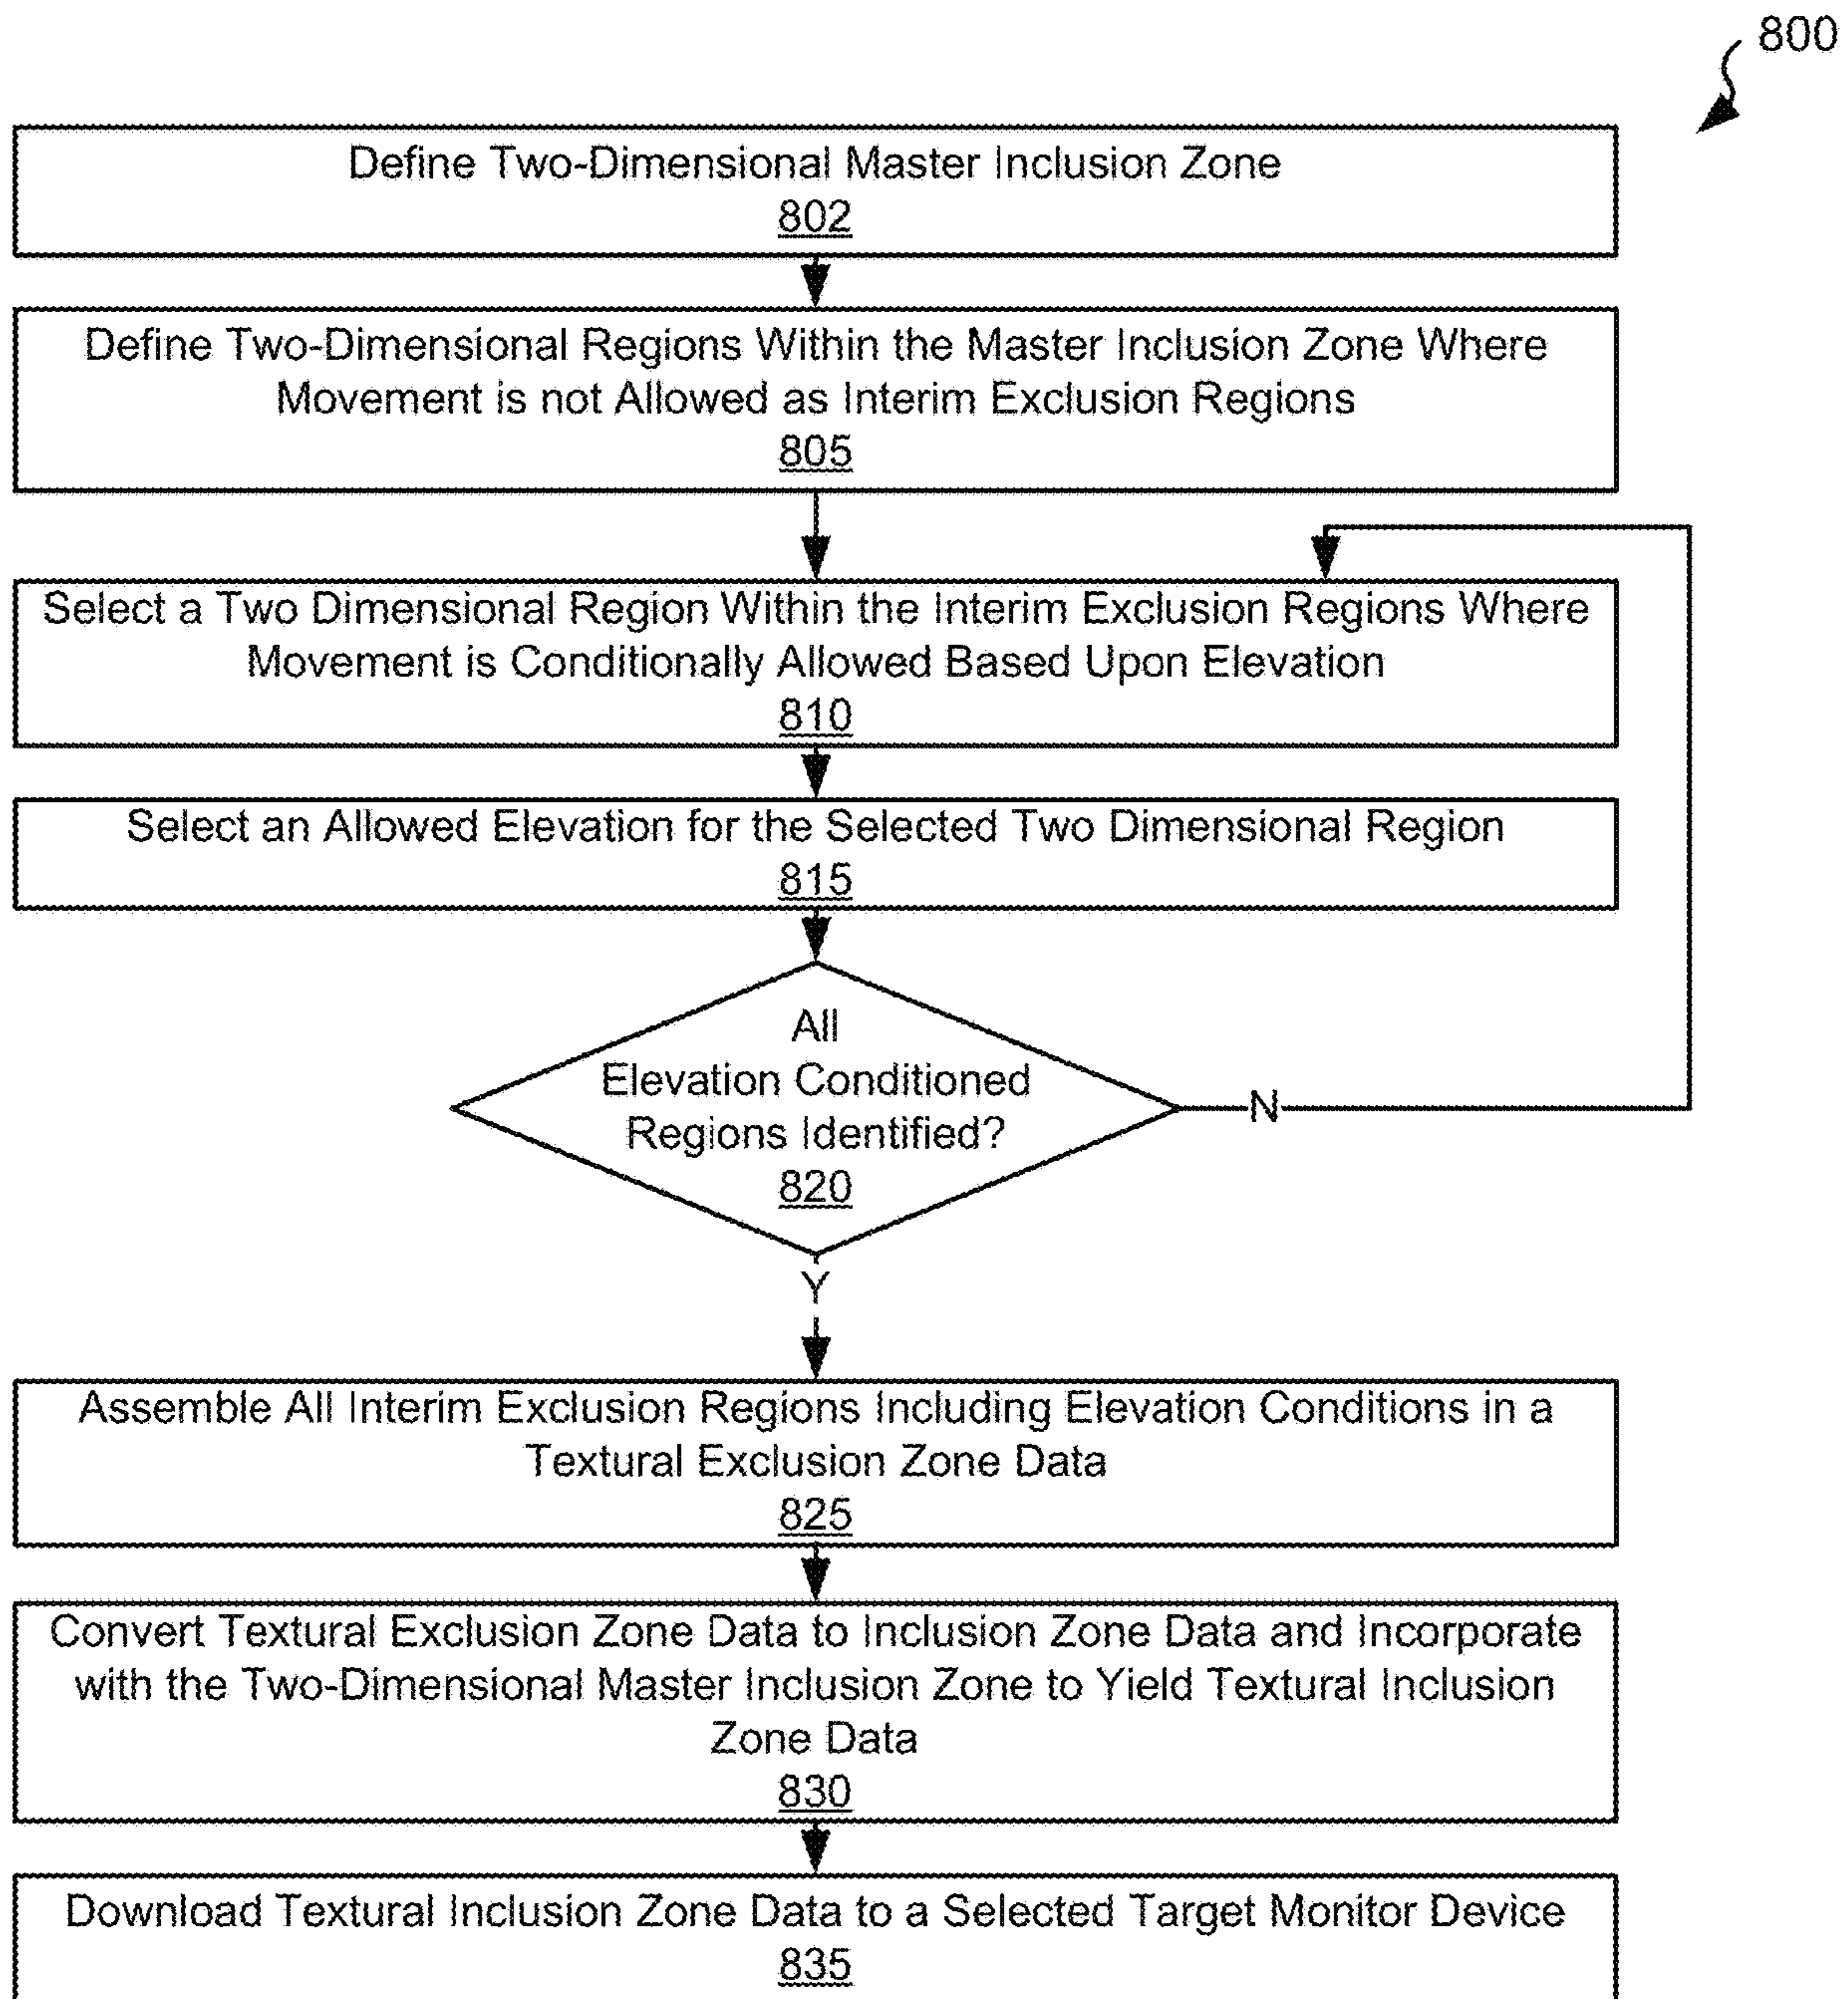 800
Define Two-Dimensional Master Inclusion Zone
802
Define Two-Dimensional Regions Within the Master Inclusion Zone Where
Movement is not Allowed as Interim Exclusion Regions
805
Select a Two Dimensional Region Within the Interim Exclusion Regions Where
Movement is Conditionally Allowed Based Upon Elevation
810
Select an Allowed Elevation for the Selected Two Dimensional Region
815
All
Elevation Conditioned
Regions Identified?
820
N
Y
Assemble All Interim Exclusion Regions Including Elevation Conditions in a
Textural Exclusion Zone Data
825
Convert Textural Exclusion Zone Data to Inclusion Zone Data and Incorporate
with the Two-Dimensional Master Inclusion Zone to Yield Textural Inclusion
Zone Data
830
Download Textural Inclusion Zone Data to a Selected Target Monitor Device
835